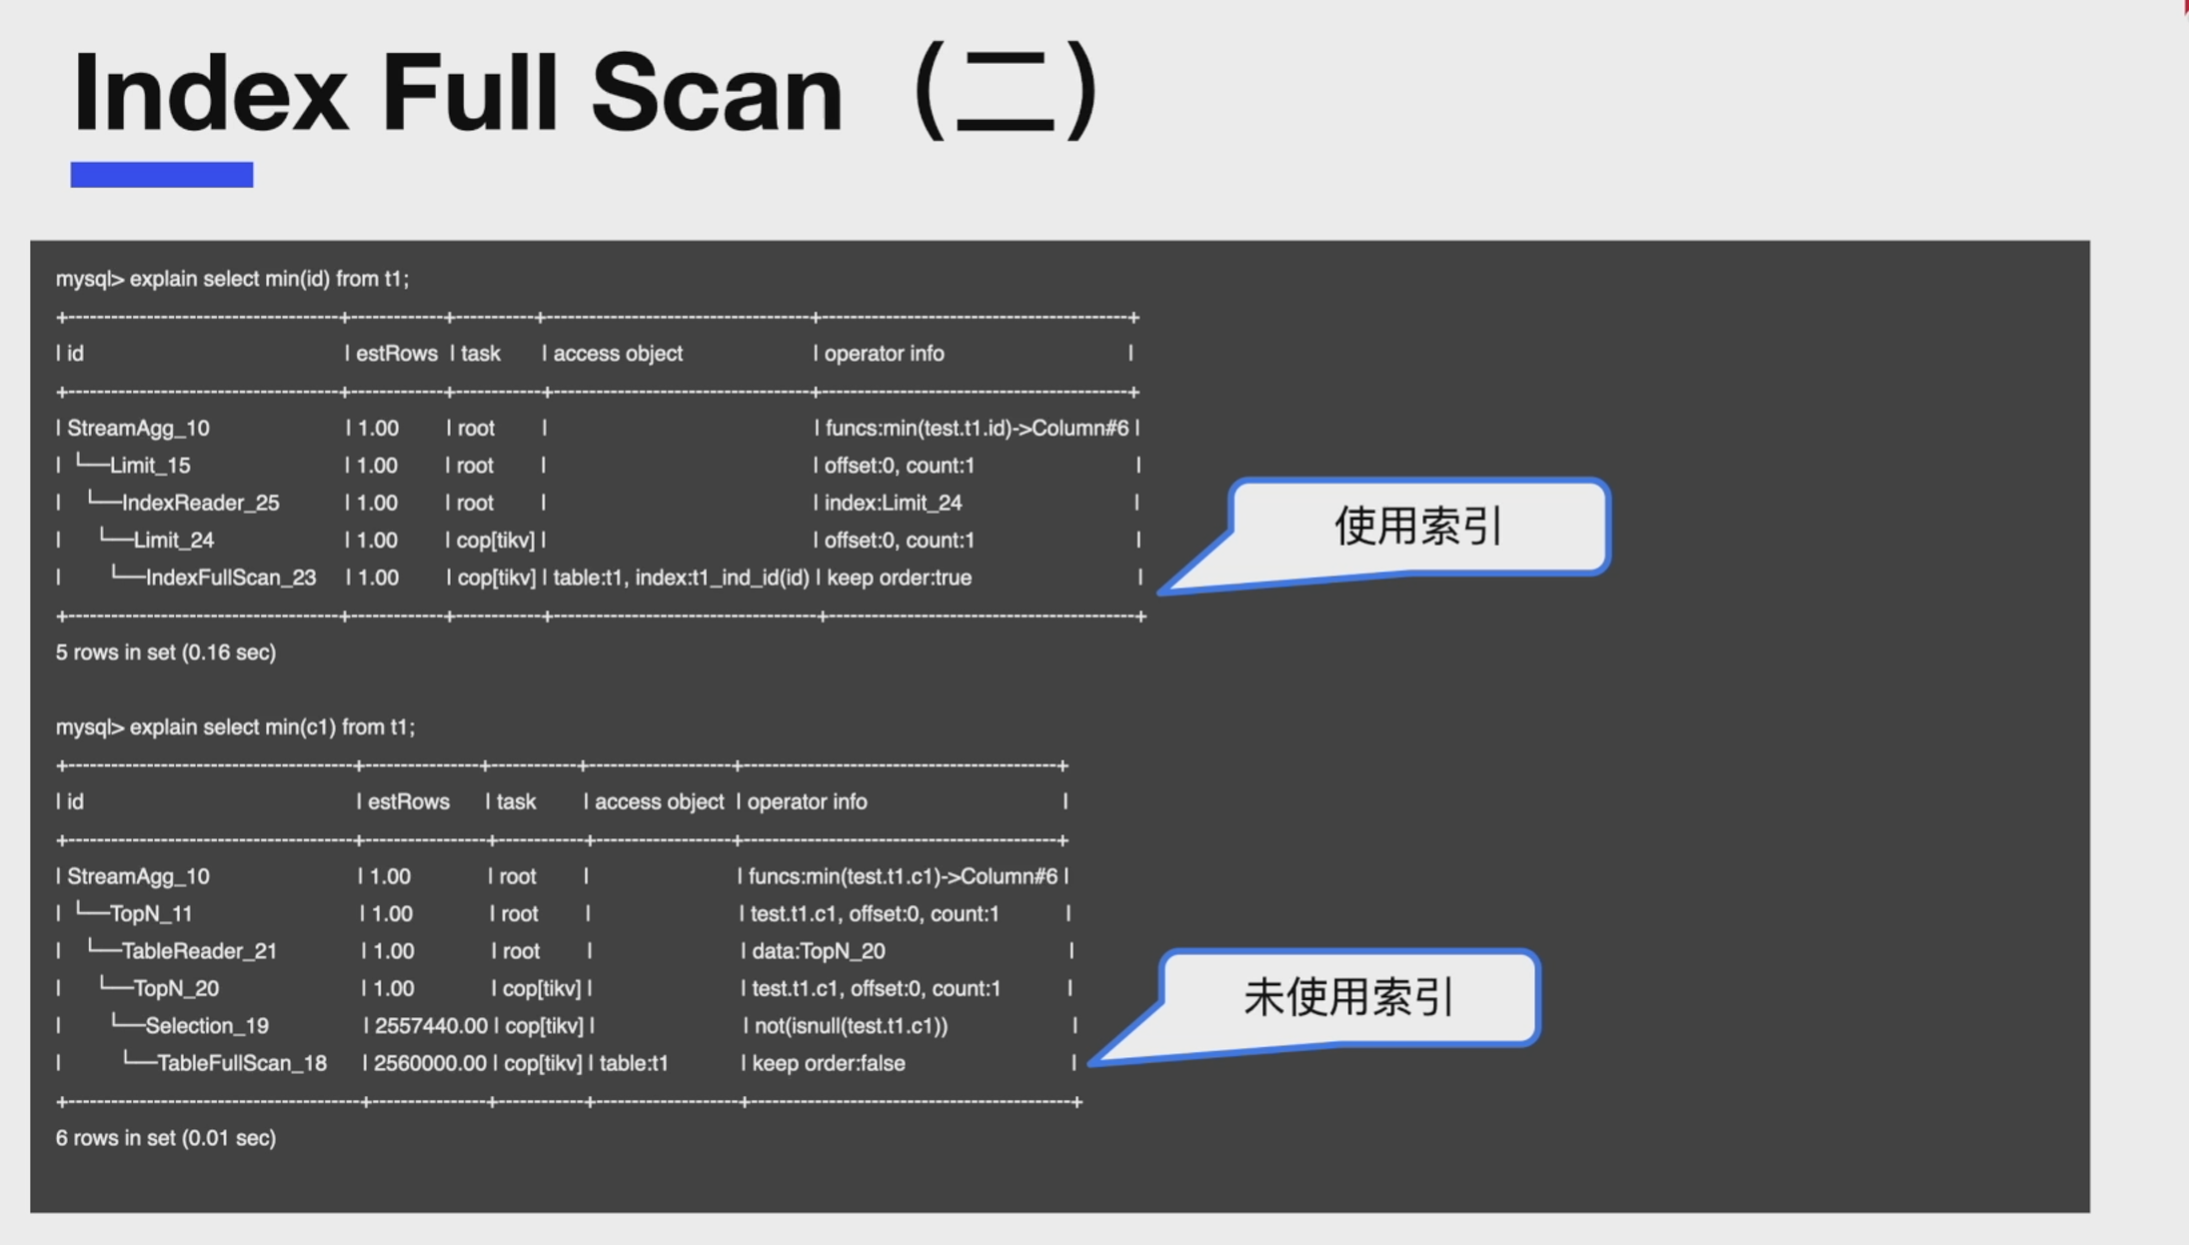 Index Full Scan（二）
mysql> explain select min(id) from t1;
+-----------------------------------+-------------+-----------+----------------------------------+----------------------------------------+
| id | estRows | task | access object | operator info |
+-----------------------------------+-------------+------------+---------------------------------+----------------------------------------+
| StreamAgg_10 | 1.00 | root | | funcs:min(test.t1.id)->Column#6 |
| └──Limit_15 | 1.00 | root | | offset:0, count:1 |
| └──IndexReader_25 | 1.00 | root | | index:Limit_24 |
| └──Limit_24 | 1.00 | cop[tikv] | | offset:0, count:1 |
| └──IndexFullScan_23 | 1.00 | cop[tikv] | table:t1, index:t1_ind_id(id) | keep order:true |
+-----------------------------------+-------------+------------+----------------------------------+----------------------------------------+
使用索引
5 rows in set (0.16 sec)
mysql> explain select min(c1) from t1;
+-------------------------------------+---------------+------------+-------------------+----------------------------------------+
| id | estRows | task | access object | operator info |
+-------------------------------------+----------------+------------+------------------+----------------------------------------+
| StreamAgg_10 | 1.00 | root | | funcs:min(test.t1.c1)->Column#6 |
| └──TopN_11 | 1.00 | root | | test.t1.c1, offset:0, count:1 |
| └──TableReader_21 | 1.00 | root | | data:TopN_20 |
| └──TopN_20 | 1.00 | cop[tikv] | | test.t1.c1, offset:0, count:1 |
| └──Selection_19 | 2557440.00 | cop[tikv] | | not(isnull(test.t1.c1)) |
| └──TableFullScan_18 | 2560000.00 | cop[tikv] | table:t1 | keep order:false |
+--------------------------------------+---------------+------------+-------------------+-----------------------------------------+
未使用索引
6 rows in set (0.01 sec)